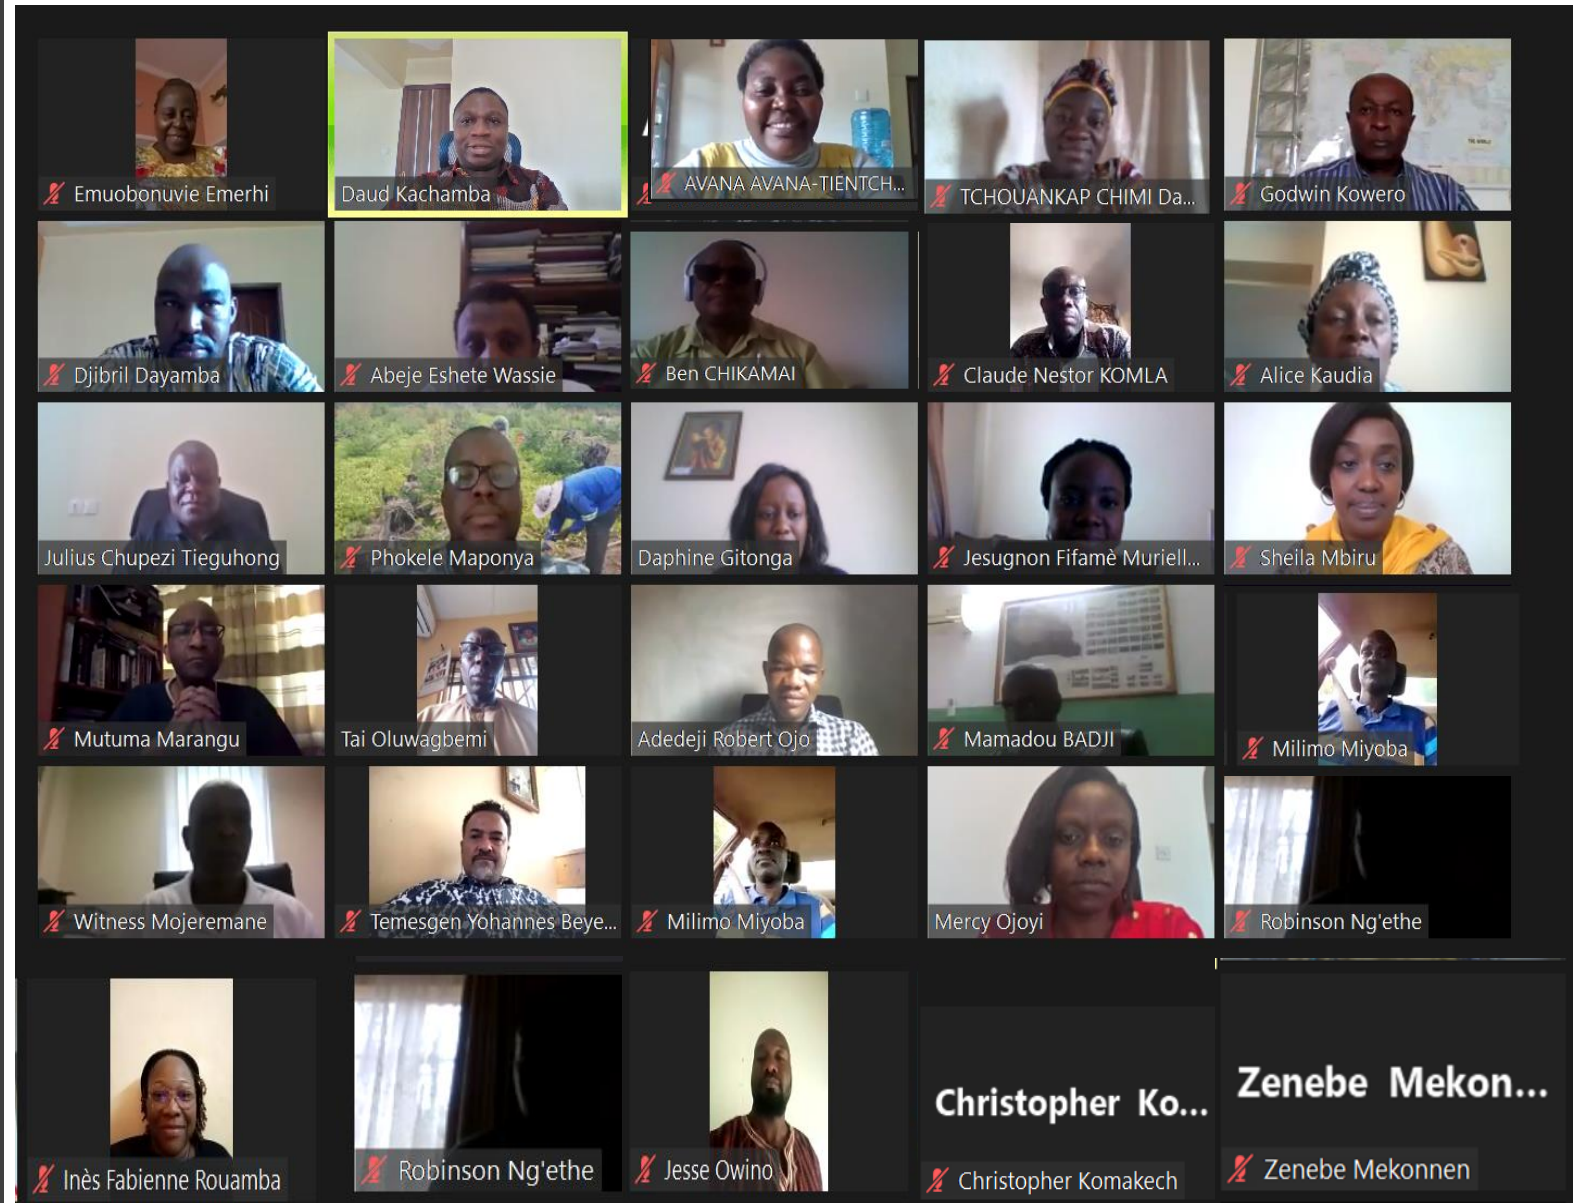 Emuobonuvie Emerhi
Daud Kachamba
AVANA AVANA-TIENTCH...
TCHOUANKAP CHIMI Da...
Godwin Kowero
Djibril Dayamba
Abeje Eshete Wassie
Ben CHIKAMAI
Claude Nestor KOMLA
Alice Kaudia
Julius Chupezi Tieguhong
Phokele Maponya
Daphine Gitonga
Jesugnon Fifamè Muriell...
Sheila Mbiru
Mutuma Marangu
Tai Oluwagbemi
Adedeji Robert Ojo
Mamadou BADJI
Milimo Miyoba
Witness Mojeremane
Temesgen Yohannes Beye...
Milimo Miyoba
Mercy Ojoyi
Robinson Ng'ethe
Inès Fabienne Rouamba
Robinson Ng'ethe
Jesse Owino
Christopher Ko...
Christopher Komakech
Zenebe Mekon...
Zenebe Mekonnen